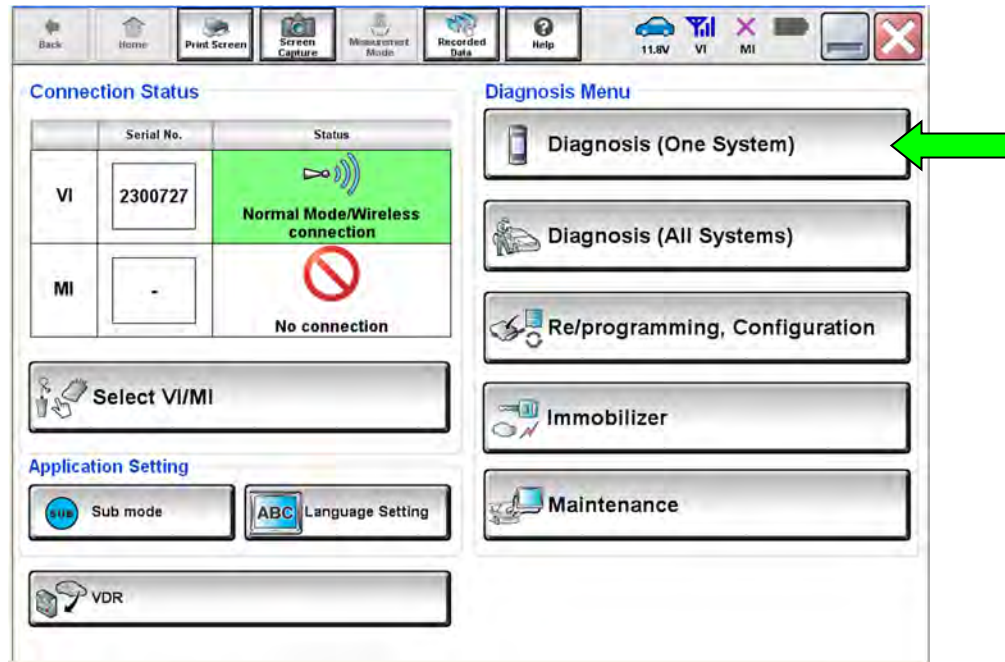 Back
Home
Print Screen
Screen
Capture
Measurement
Mode
Recorded
Data
Help
11.8V
VI
MI
Connection Status
Serial No.
Status
VI
2300727
Normal Mode/Wireless
connection
MI
-
No connection
Select VI/MI
Application Setting
SUB
Sub mode
ABC
Language Setting
VDR
Diagnosis Menu
Diagnosis (One System)
Diagnosis (All Systems)
Re/programming, Configuration
Immobilizer
Maintenance